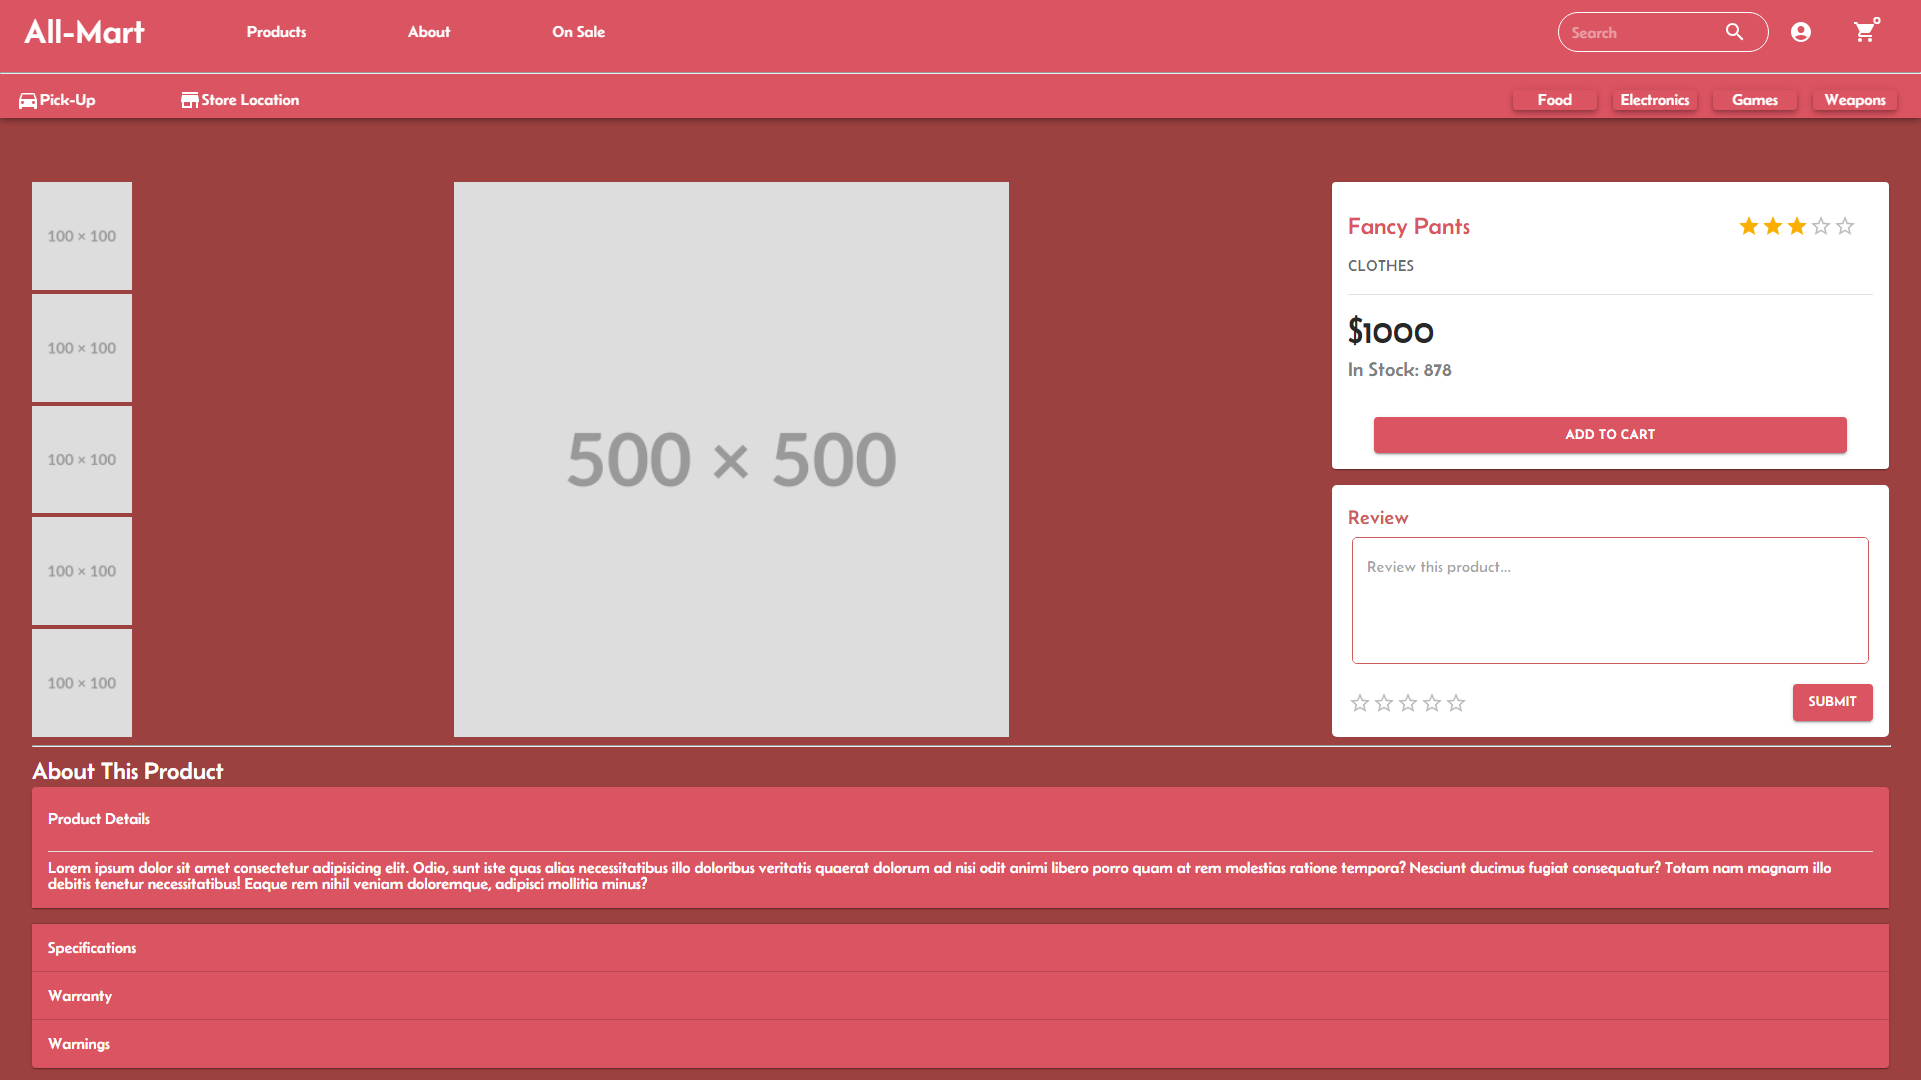 All-Mart
Products
About
On Sale
Search
0
Pick-Up
Store Location
Food
Electronics
Games
Weapons
100 × 100
100 × 100
100 × 100
100 × 100
100 × 100
500 × 500
Fancy Pants
CLOTHES
$1000
In Stock: 878
ADD TO CART
Review
Review this product...
SUBMIT
About This Product
Product Details
Lorem ipsum dolor sit amet consectetur adipisicing elit. Odio, sunt iste quas alias necessitatibus illo doloribus veritatis quaerat dolorum ad nisi odit animi libero porro quam at rem molestias ratione tempora? Nesciunt ducimus fugiat consequatur? Totam nam magnam illo
debitis tenetur necessitatibus! Eaque rem nihil veniam doloremque, adipisci mollitia minus?
Specifications
Warranty
Warnings